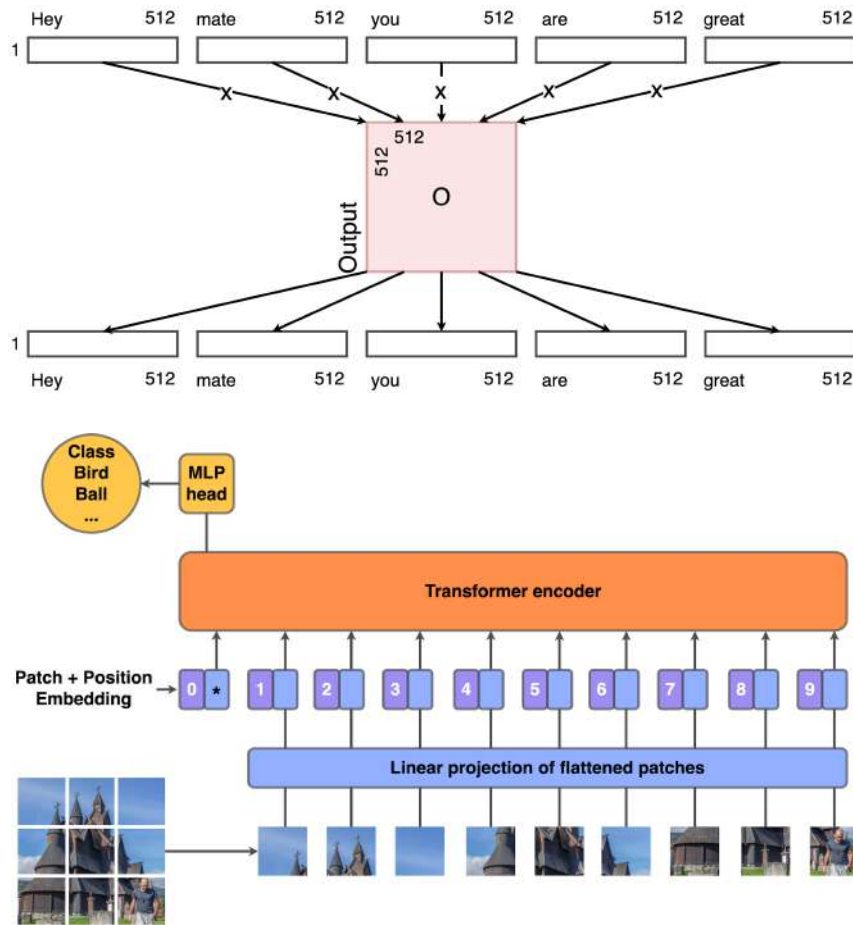 Hey 512 mate 512 you 512 are 512 great 512
1
X X X X X
512
512
O
Output
1
Hey 512 mate 512 you 512 are 512 great 512
Class
Bird
Ball
...
MLP
head
Transformer encoder
Patch + Position
Embedding
0 * 1 2 3 4 5 6 7 8 9
Linear projection of flattened patches